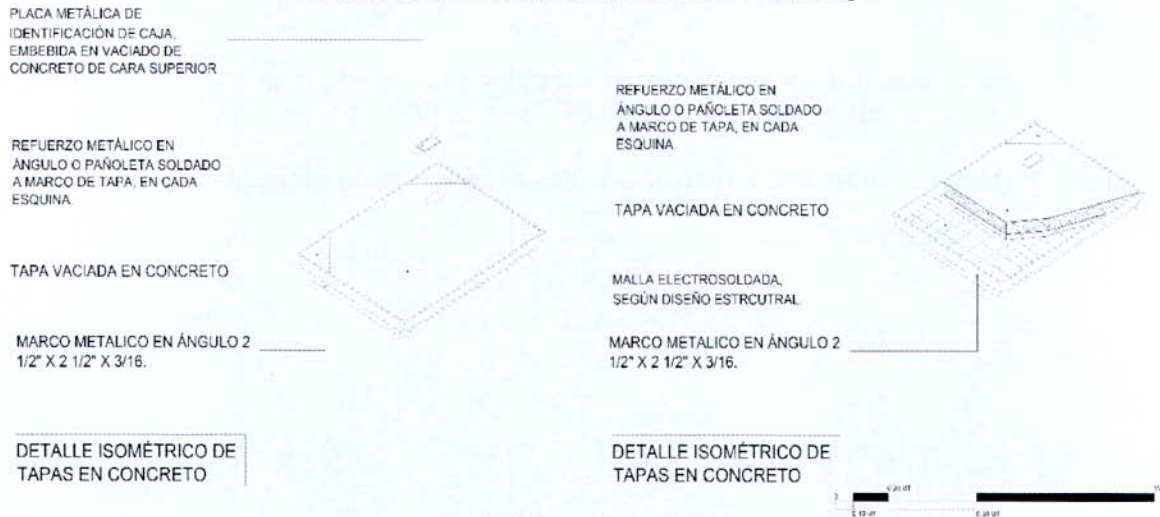 PLACA METÁLICA DE
IDENTIFICACIÓN DE CAJA,
EMBEBIDA EN VACIADO DE
CONCRETO DE CARA SUPERIOR
REFUERZO METÁLICO EN
ÁNGULO O PAÑOLETA SOLDADO
A MARCO DE TAPA, EN CADA
ESQUINA.
TAPA VACIADA EN CONCRETO
MARCO METALICO EN ÁNGULO 2
1/2" X 2 1/2" X 3/16.
DETALLE ISOMÉTRICO DE
TAPAS EN CONCRETO
REFUERZO METÁLICO EN
ÁNGULO O PAÑOLETA SOLDADO
A MARCO DE TAPA, EN CADA
ESQUINA.
TAPA VACIADA EN CONCRETO
MALLA ELECTROSOLDADA,
SEGÚN DISEÑO ESTRCUTRAL.
MARCO METALICO EN ÁNGULO 2
1/2" X 2 1/2" X 3/16.
DETALLE ISOMÉTRICO DE
TAPAS EN CONCRETO